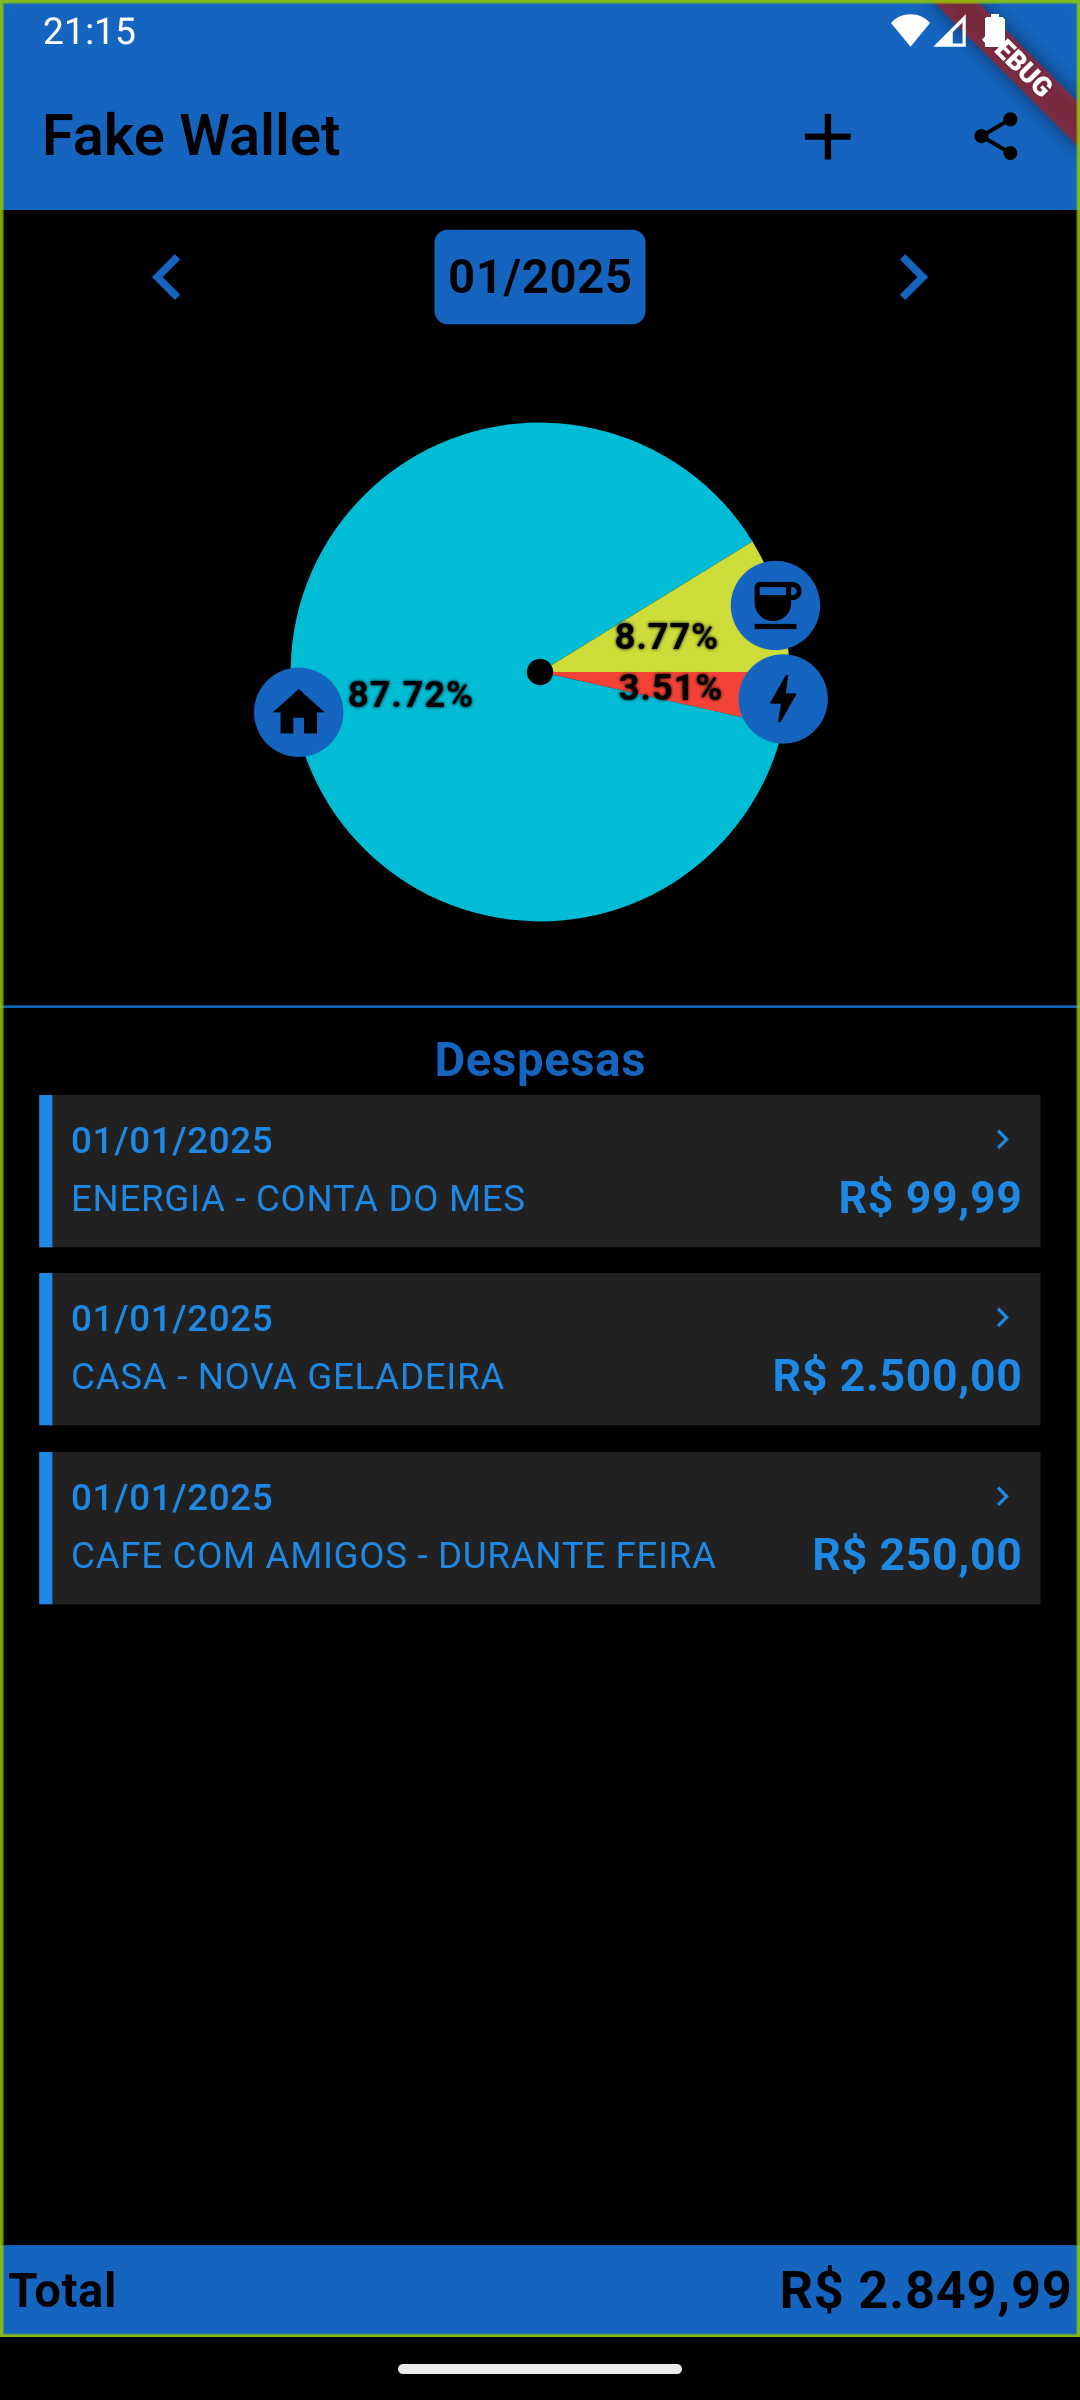 21:15
Fake Wallet
01/2025
8.77%
3.51%
87.72%
Despesas
01/01/2025
ENERGIA - CONTA DO MES R$ 99,99
01/01/2025
CASA - NOVA GELADEIRA R$ 2.500,00
01/01/2025
CAFE COM AMIGOS - DURANTE FEIRA R$ 250,00
Total R$ 2.849,99